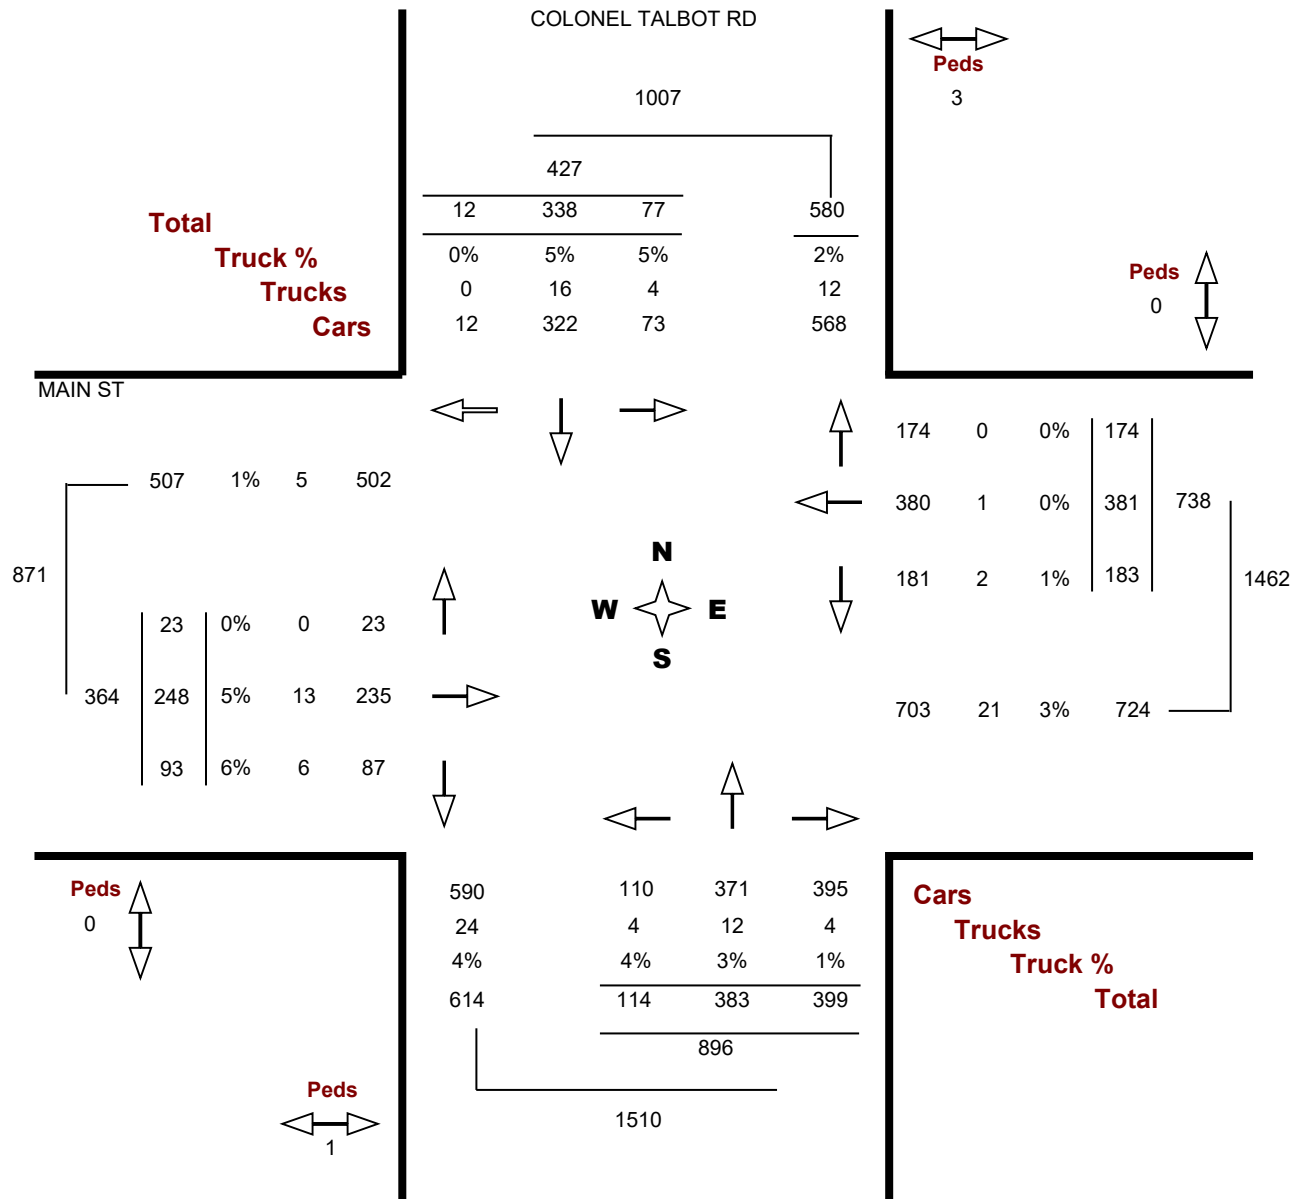 COLONEL TALBOT RD
Peds
3
1007
427
12 338 77 580
Total
0% 5% 5% 2%
Truck %
0 16 4 12
Trucks
12 322 73 568
Cars
Peds
0
MAIN ST
174 0 0% 174
507 1% 5 502
380 1 0% 381 738
N
871
181 2 1% 183 1462
W E
23 0% 0 23
S
364 248 5% 13 235
703 21 3% 724
93 6% 6 87
Peds
0
590 110 371 395
Cars
24 4 12 4
Trucks
4% 4% 3% 1%
Truck %
614 114 383 399
Total
896
Peds
1
1510